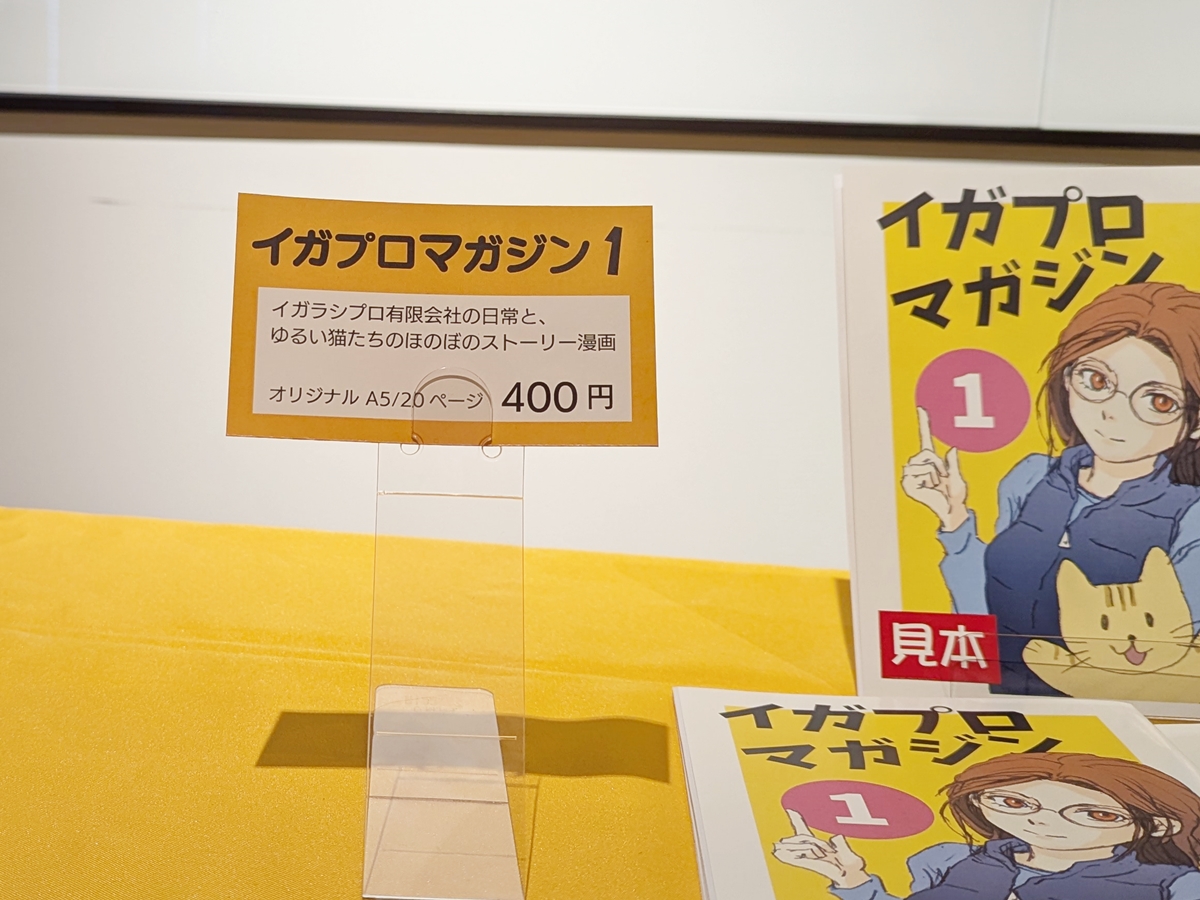 イガプロマガジン1
イガラシプロ有限会社の日常と、
ゆるい猫たちのほのぼのストーリー漫画
オリジナル A5/20 ページ 400円
イガプロ
マガジン
1
見本
イガプロ
マガジン
1